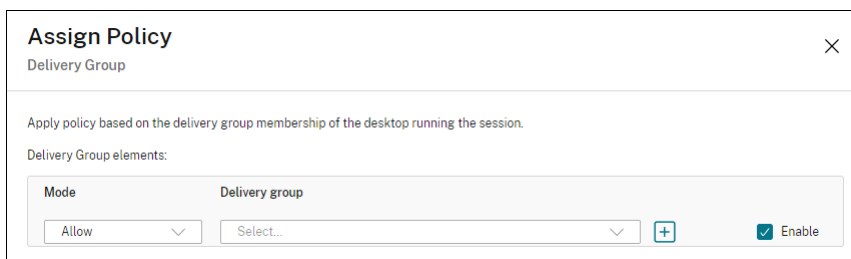 Assign Policy
Delivery Group
Apply policy based on the delivery group membership of the desktop running the session.
Delivery Group elements:
Mode Delivery group
Allow Select... Enable